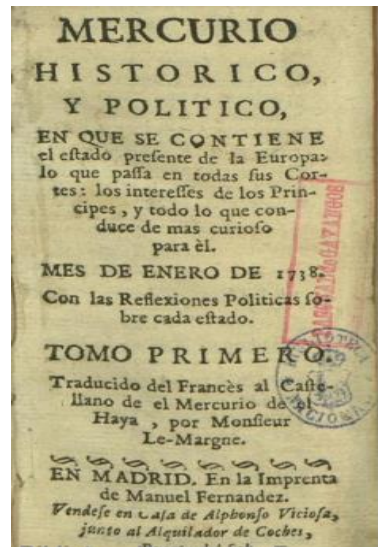 MERCURIO
HISTORICO,
Y POLITICO,
EN QUE SE CONTIENE
el eſtado preſente de la Europa:
lo que paſſa en todas ſus Cor-
tes: los intereſſes de los Prin-
cipes, y todo lo que con-
duce de mas curioſo
para èl.
MES DE ENERO DE 1738.
Con las Reflexiones Politicas ſo-
bre cada eſtado.
TOMO PRIMERO.
Traducido del Francès al Caſte-
llano de el Mercurio de el
Haya, por Monſieur
Le-Margne.
EN MADRID. En la Imprenta
de Manuel Fernandez.
Vendeſe en Caſa de Alphonſo Vicioſa,
junto al Alquilador de Coches,